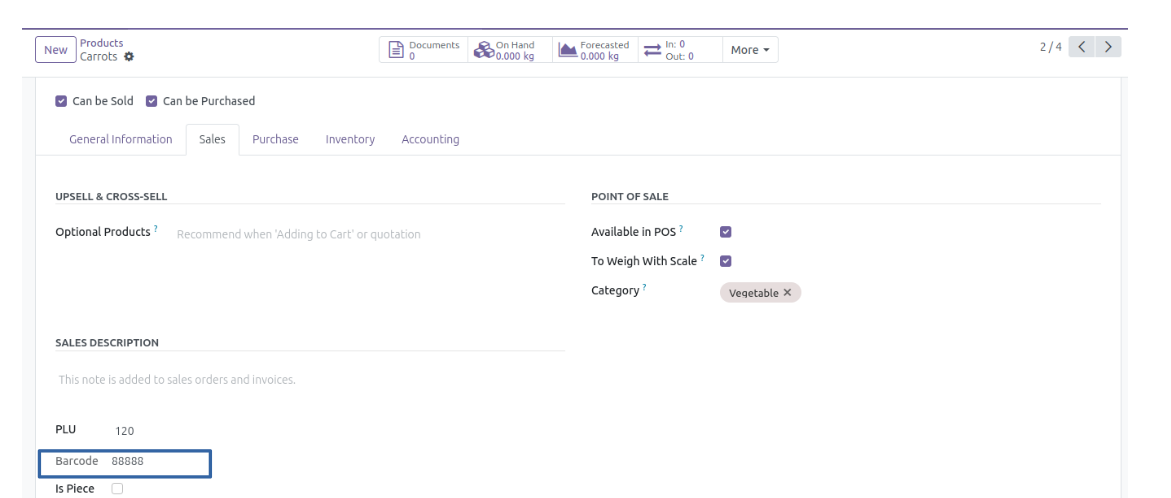 New
Products
Carrots
Documents
0
On Hand
0.000 kg
Forecasted
0.000 kg
In: 0
Out: 0
More
2 / 4
Can be Sold
Can be Purchased
General Information
Sales
Purchase
Inventory
Accounting
UPSELL & CROSS-SELL
Optional Products ?
Recommend when 'Adding to Cart' or quotation
POINT OF SALE
Available in POS ?
To Weigh With Scale ?
Category ?
Vegetable ×
SALES DESCRIPTION
This note is added to sales orders and invoices.
PLU 120
Barcode 88888
Is Piece